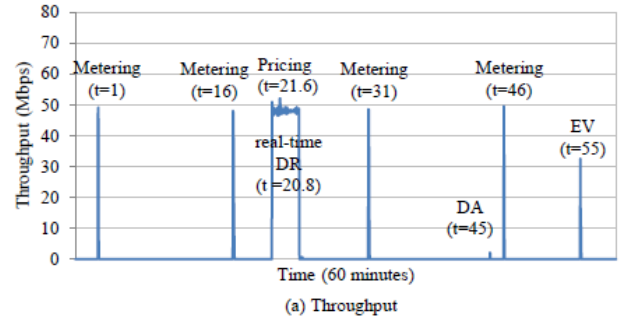 80
70
60
50
40
30
20
10
0
Throughput (Mbps)
Metering
(t=1)
Metering
(t=16)
Pricing
(t=21.6)
real-time
DR
(t =20.8)
Metering
(t=31)
DA
(t=45)
Metering
(t=46)
EV
(t=55)
Time (60 minutes)
(a) Throughput